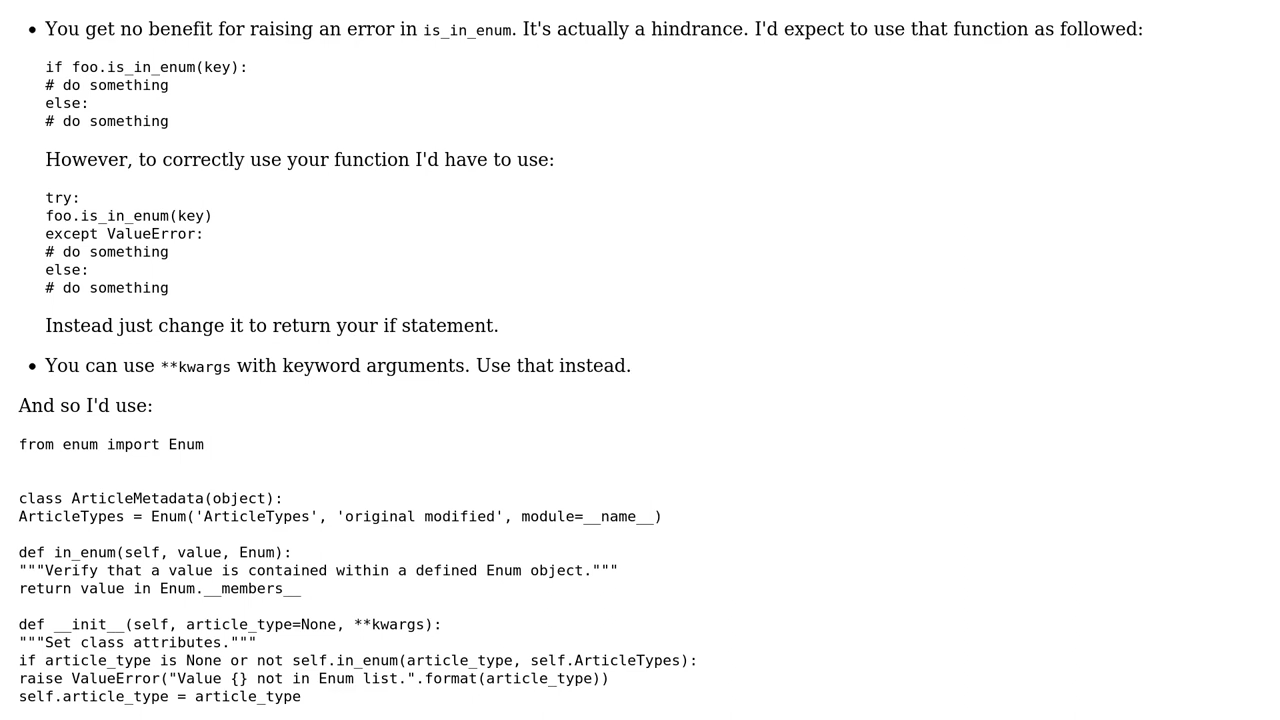 • You get no benefit for raising an error in is_in_enum. It's actually a hindrance. I'd expect to use that function as followed:
if foo.is_in_enum(key):
# do something
else:
# do something
However, to correctly use your function I'd have to use:
try:
foo.is_in_enum(key)
except ValueError:
# do something
else:
# do something
Instead just change it to return your if statement.
• You can use **kwargs with keyword arguments. Use that instead.
And so I'd use:
from enum import Enum
class ArticleMetadata(object):
ArticleTypes = Enum('ArticleTypes', 'original modified', module=__name__)
def in_enum(self, value, Enum):
"""Verify that a value is contained within a defined Enum object."""
return value in Enum.__members__
def __init__(self, article_type=None, **kwargs):
"""Set class attributes."""
if article_type is None or not self.in_enum(article_type, self.ArticleTypes):
raise ValueError("Value {} not in Enum list.".format(article_type))
self.article_type = article_type